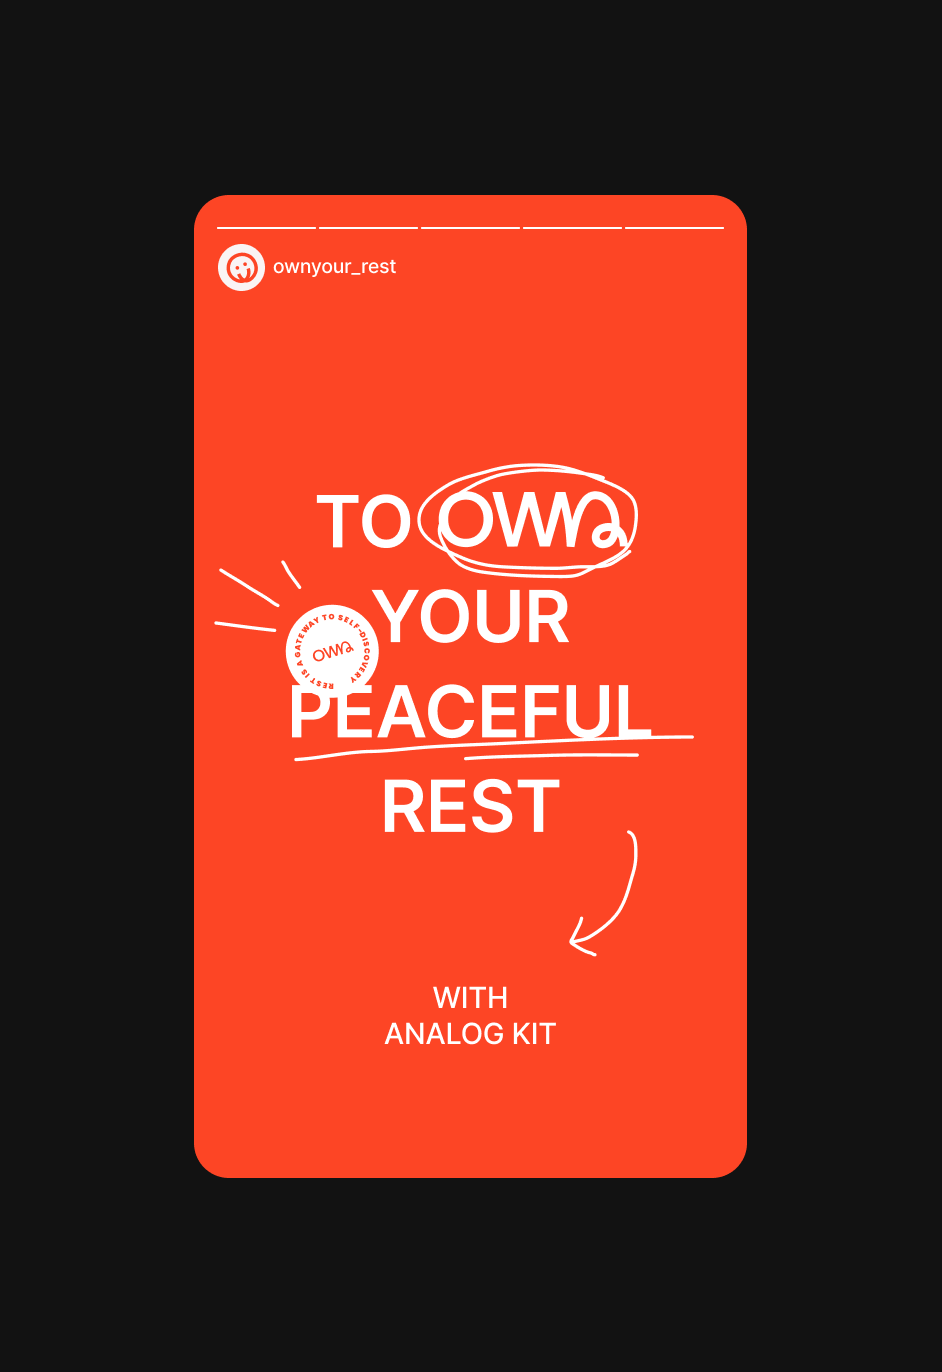 ownyour_rest
TO OWN
YOUR
REST IS A GATEWAY TO SELF-DISCOVERY
OWN
PEACEFUL
REST
WITH
ANALOG KIT